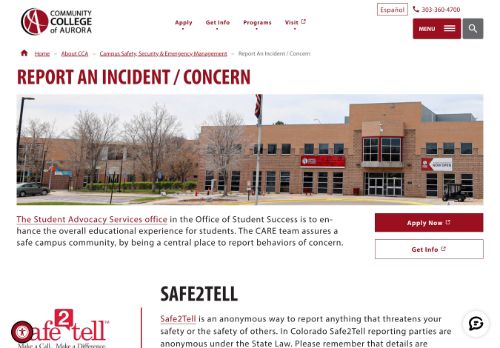 COMMUNITY
COLLEGE
of AURORA
Español
303-360-4700
Apply Get Info Programs Visit
MENU
Home – About CCA – Campus Safety, Security & Emergency Management – Report An Incident / Concern
REPORT AN INCIDENT / CONCERN
The Student Advocacy Services office in the Office of Student Success is to en-
hance the overall educational experience for students. The CARE team assures a
safe campus community, by being a central place to report behaviors of concern.
Apply Now
Get Info
SAFE2TELL
Safe2Tell is an anonymous way to report anything that threatens your
safety or the safety of others. In Colorado Safe2Tell reporting parties are
anonymous under the State Law. Please remember that details are
Safe2tell™
Make a Call. Make a Difference.